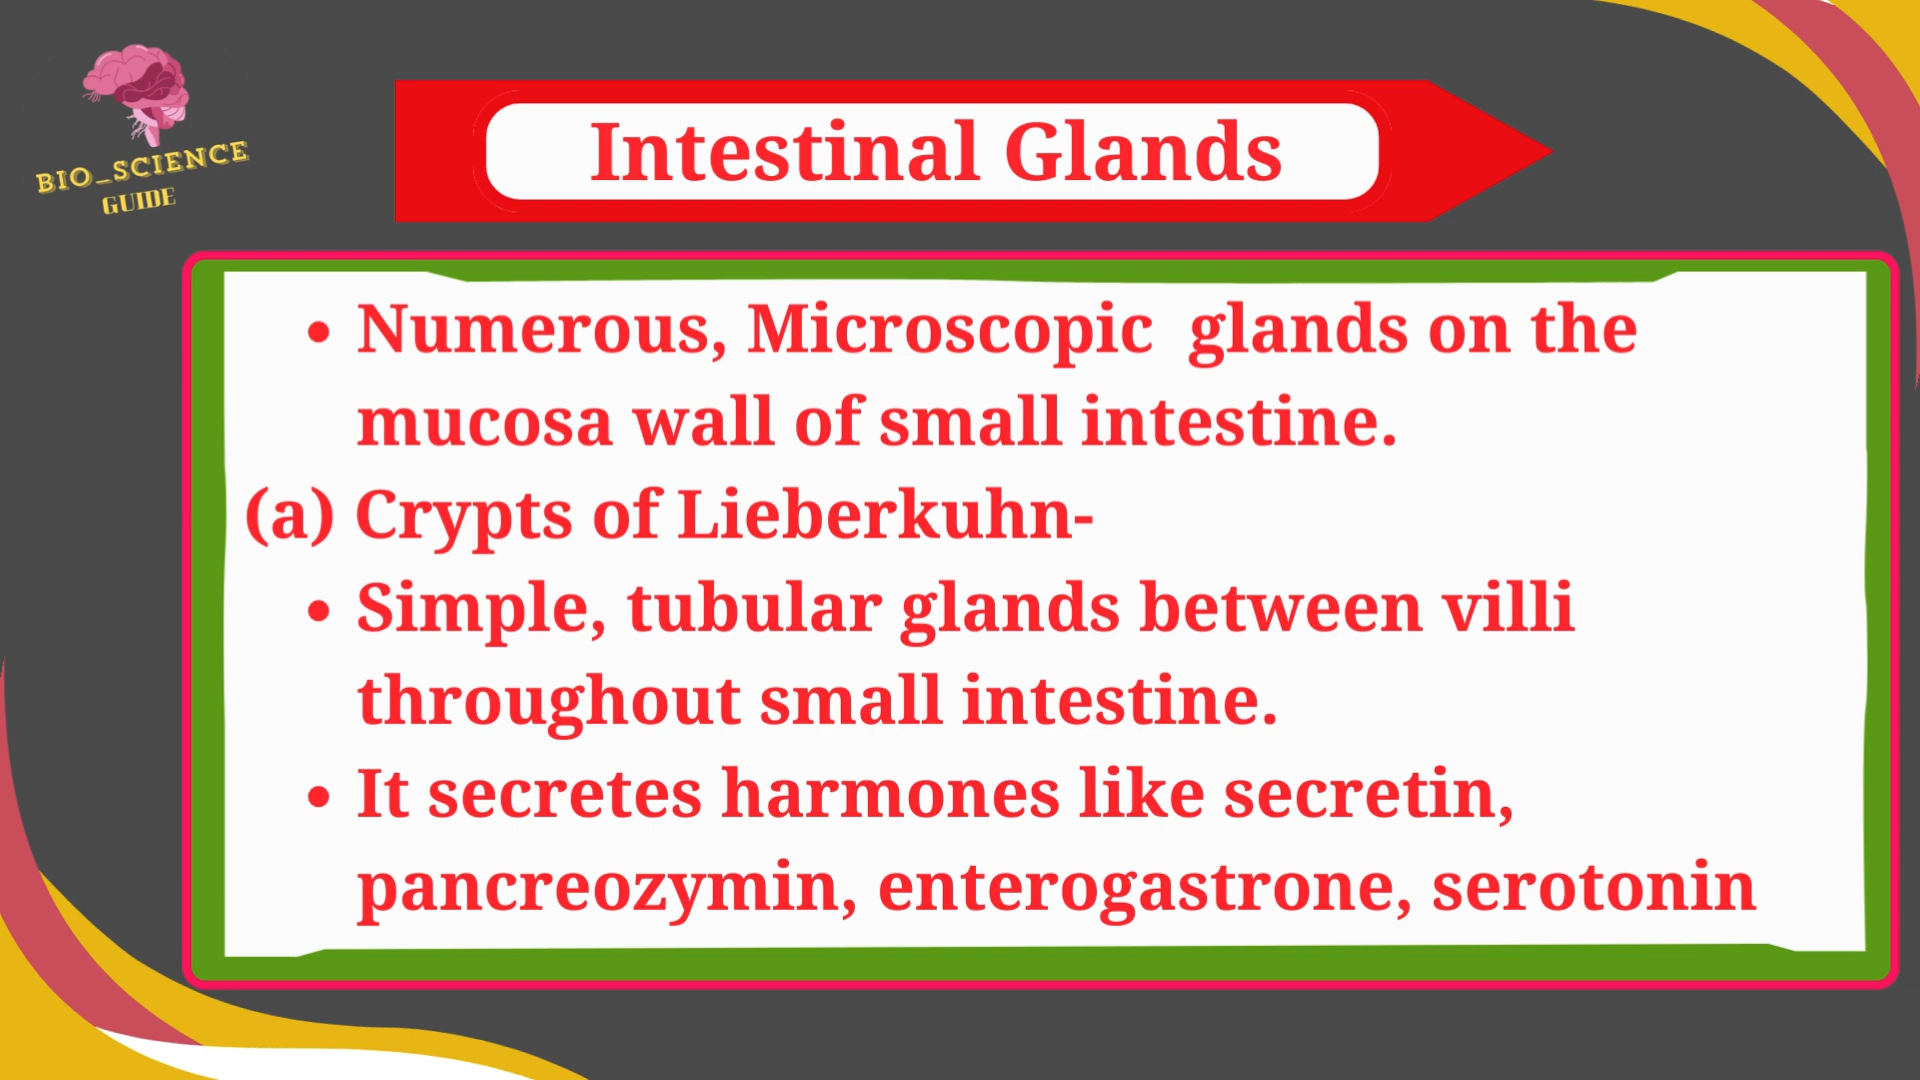 BIO_SCIENCE
GUIDE
Intestinal Glands
• Numerous, Microscopic glands on the
mucosa wall of small intestine.
(a) Crypts of Lieberkuhn-
• Simple, tubular glands between villi
throughout small intestine.
• It secretes harmones like secretin,
pancreozymin, enterogastrone, serotonin